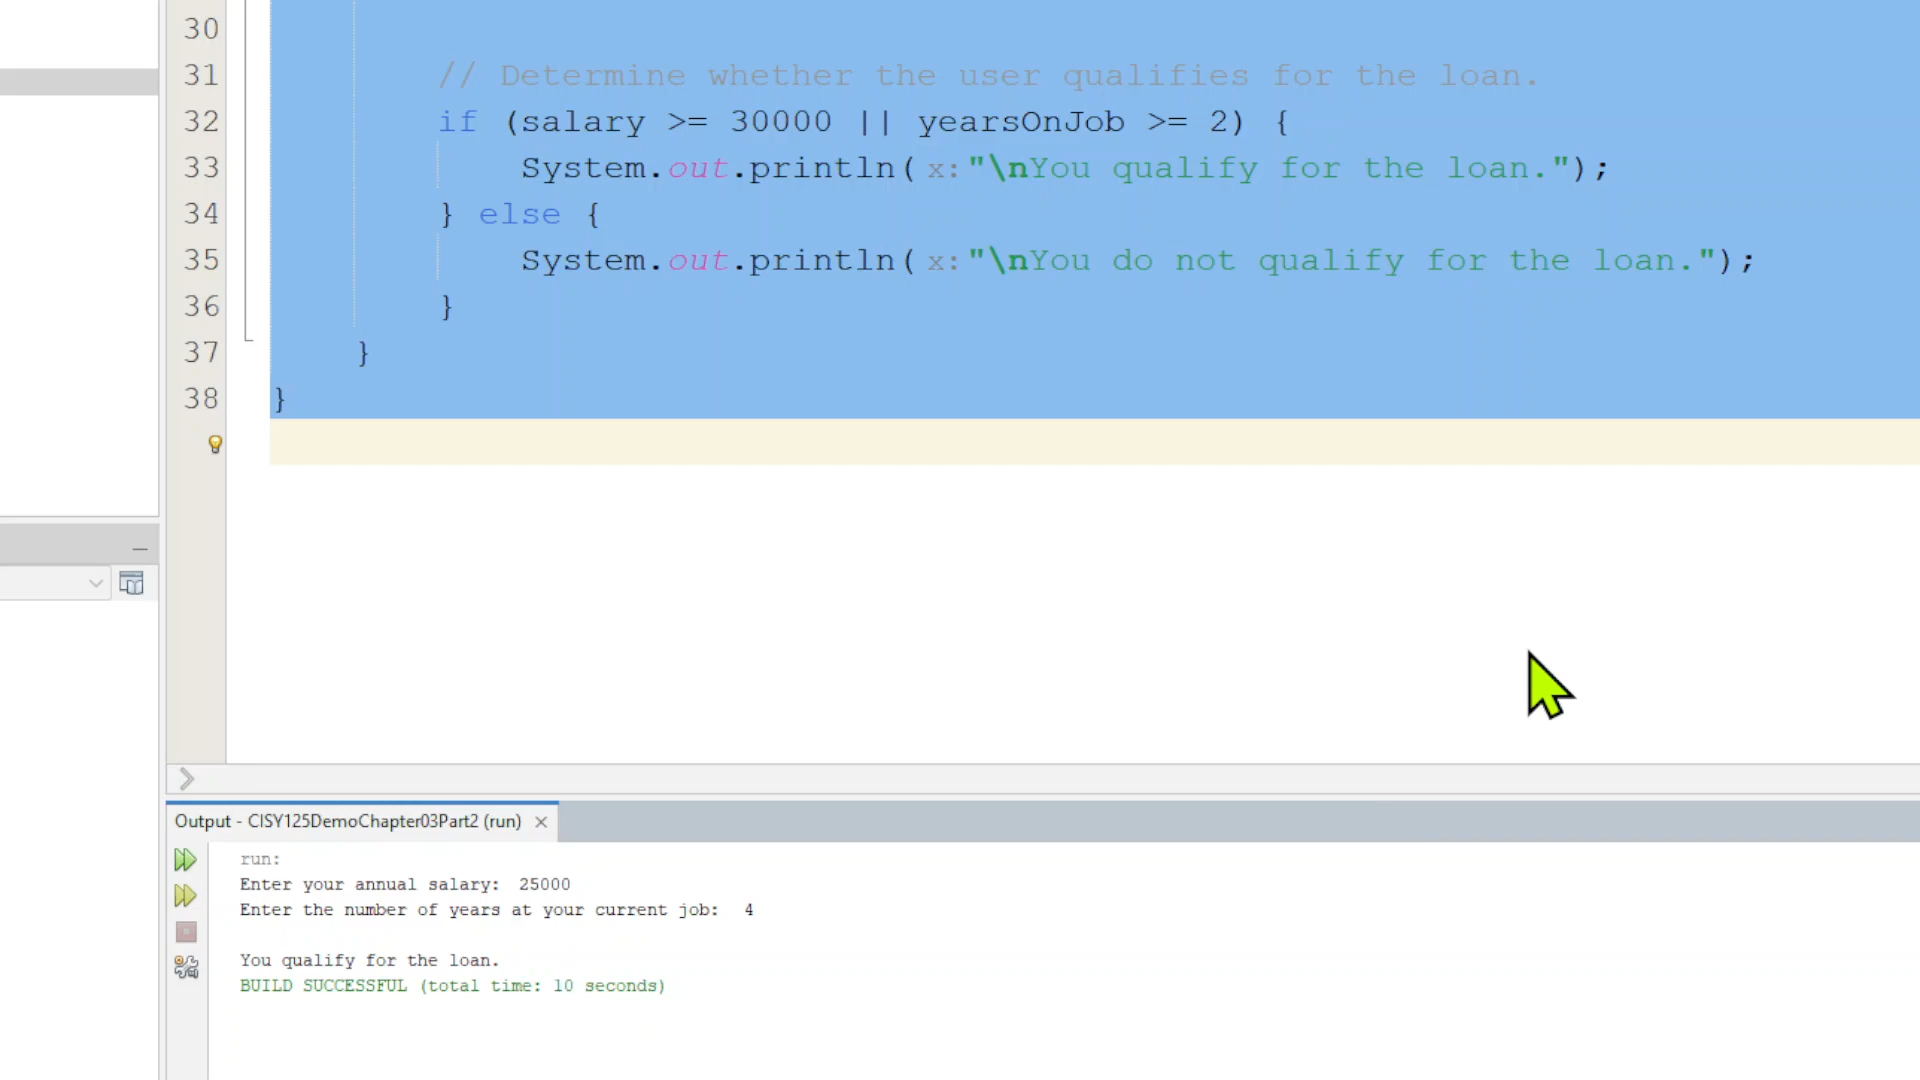 30
31 // Determine whether the user qualifies for the loan.
32 if (salary >= 30000 || yearsOnJob >= 2) {
33 System.out.println( x:"\nYou qualify for the loan.");
34 } else {
35 System.out.println( x:"\nYou do not qualify for the loan.");
36 }
37 }
38 }
Output - CISY125DemoChapter03Part2 (run) ×
run:
Enter your annual salary: 25000
Enter the number of years at your current job: 4
You qualify for the loan.
BUILD SUCCESSFUL (total time: 10 seconds)